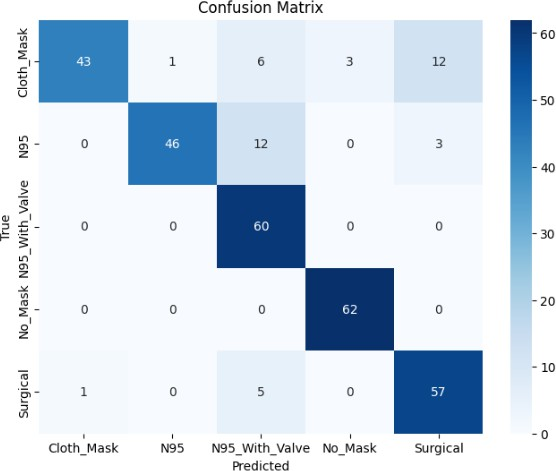 Confusion Matrix
Cloth_Mask 43 1 6 3 12
N95 0 46 12 0 3
N95_With_Valve 0 0 60 0 0
No_Mask 0 0 0 62 0
Surgical 1 0 5 0 57
True
Cloth_Mask N95 N95_With_Valve No_Mask Surgical
Predicted
60
50
40
30
20
10
0